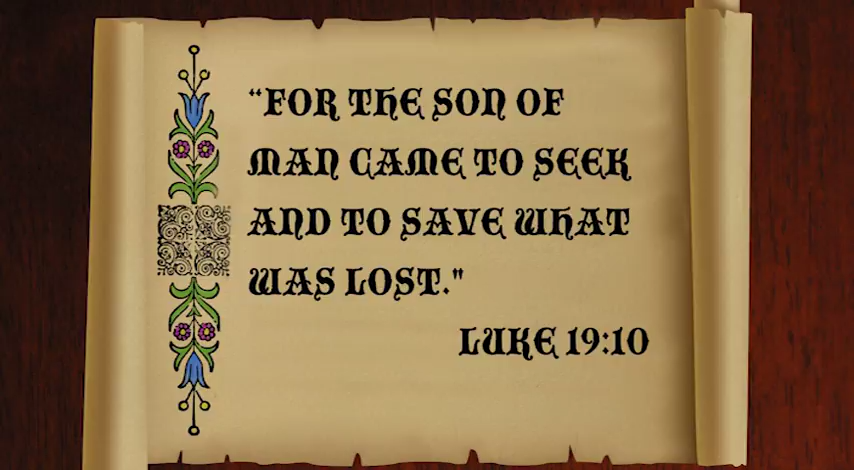 “FOR THE SON OF
MAN CAME TO SEEK
AND TO SAVE WHAT
WAS LOST."
LUKE 19:10